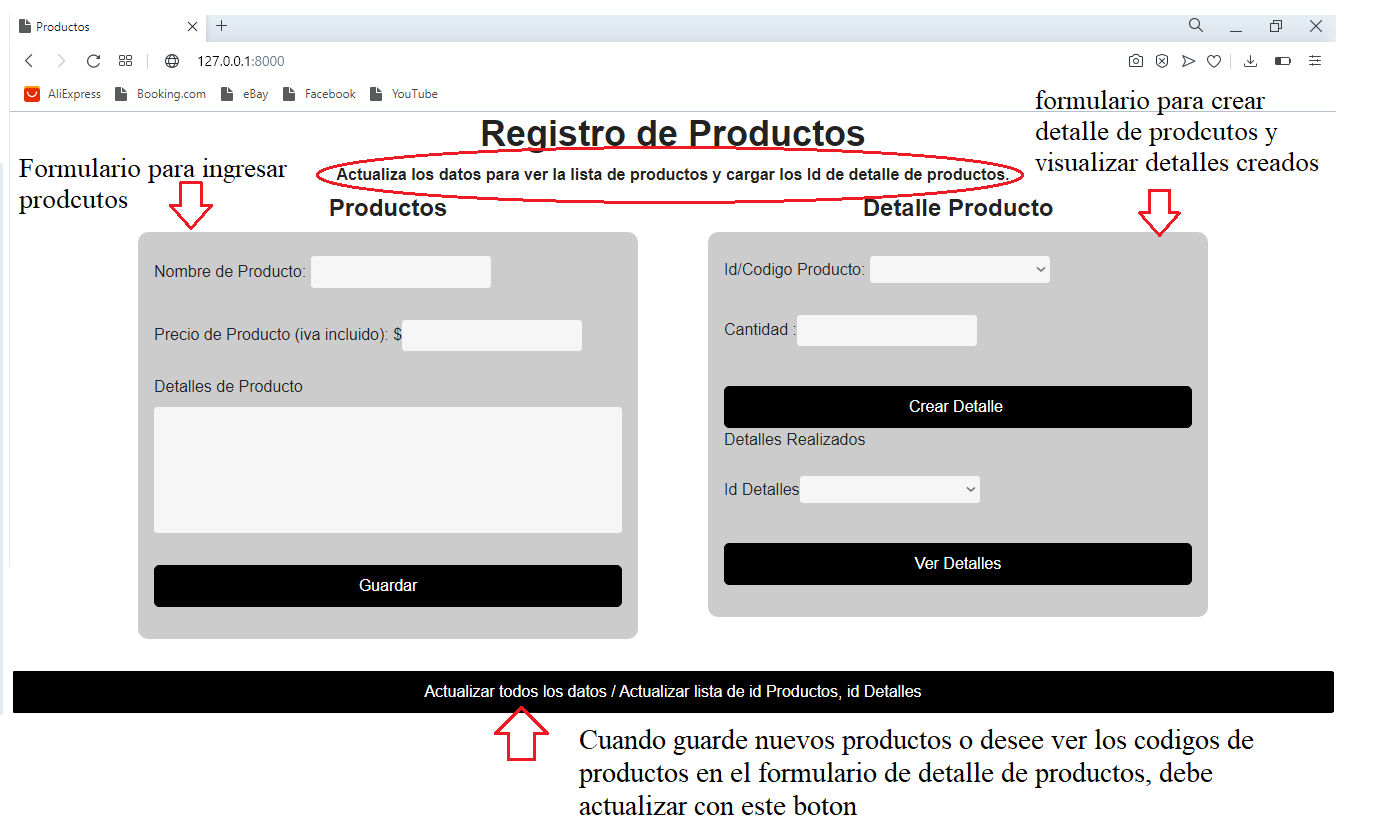 Productos
127.0.0.1:8000
AliExpress Booking.com eBay Facebook YouTube
formulario para crear
detalle de prodcutos y
visualizar detalles creados
Registro de Productos
Formulario para ingresar
prodcutos
Actualiza los datos para ver la lista de productos y cargar los Id de detalle de productos.
Productos
Nombre de Producto:
Precio de Producto (iva incluido): $
Detalles de Producto
Guardar
Detalle Producto
Id/Codigo Producto:
Cantidad :
Crear Detalle
Detalles Realizados
Id Detalles
Ver Detalles
Actualizar todos los datos / Actualizar lista de id Productos, id Detalles
Cuando guarde nuevos productos o desee ver los codigos de
productos en el formulario de detalle de productos, debe
actualizar con este boton